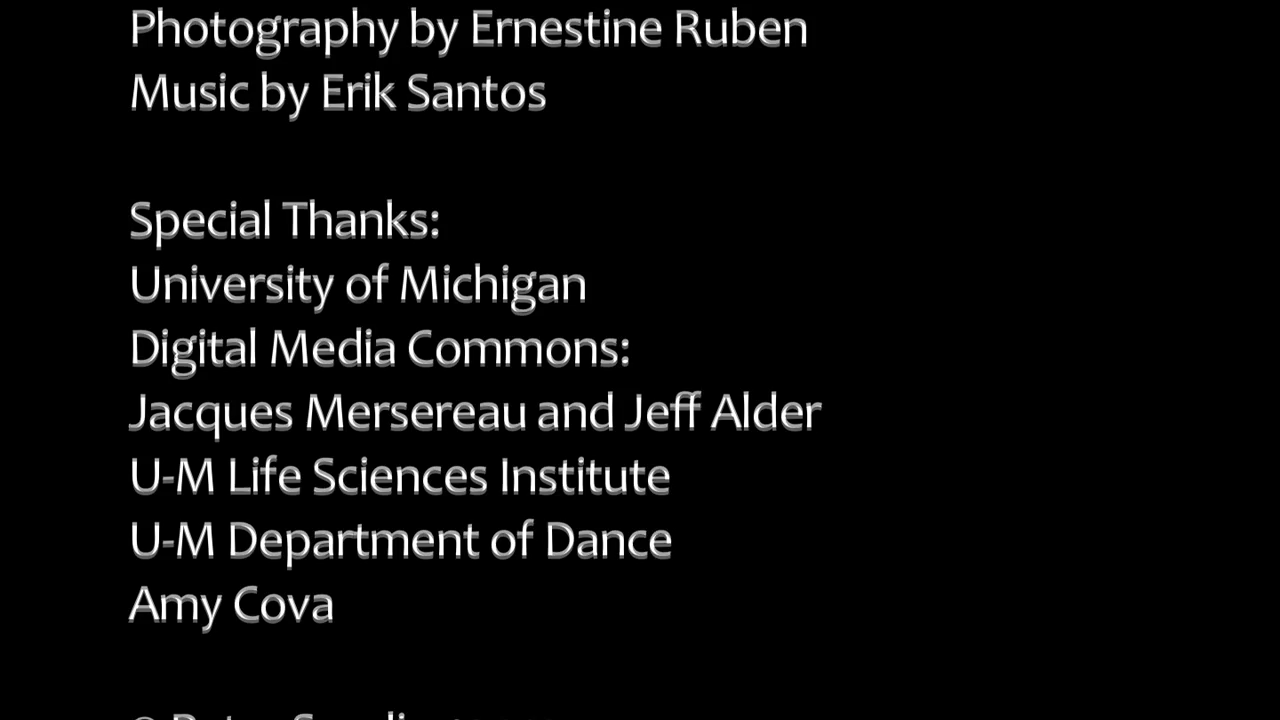 Photography by Ernestine Ruben
Music by Erik Santos
Special Thanks:
University of Michigan
Digital Media Commons:
Jacques Mersereau and Jeff Alder
U-M Life Sciences Institute
U-M Department of Dance
Amy Cova